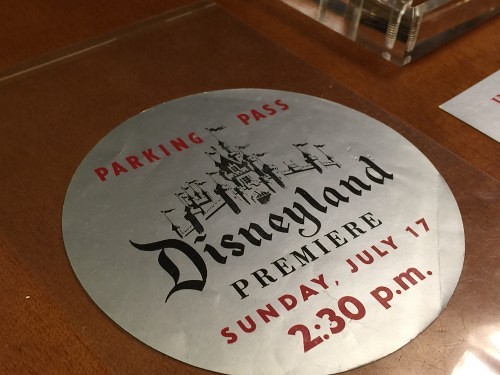 PARKING PASS
Disneyland
PREMIERE
SUNDAY, JULY 17
2:30 p.m.